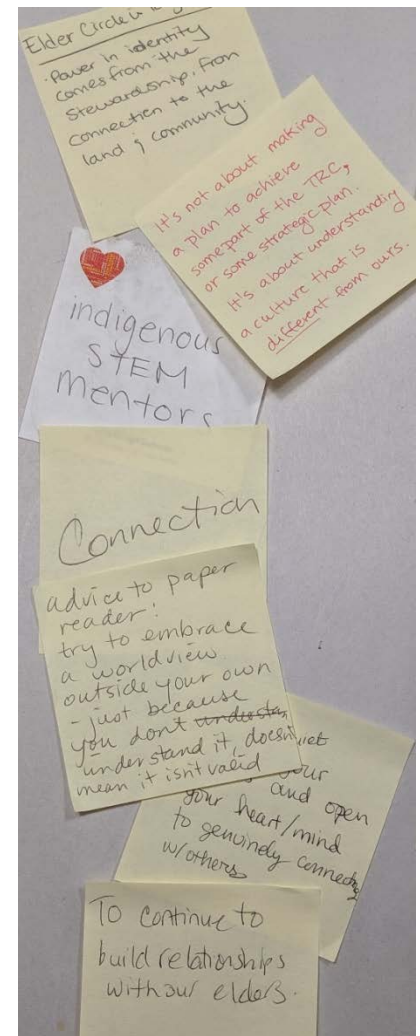 Elder Circle
• Power in identity
comes from the
stewardship, from
connection to the
land & community.
It's not about making
a plan to achieve
some part of the TRC,
or some strategic plan.
It's about understanding
a culture that is
different from ours.
indigenous
STEM
mentors
Connection
advice to paper
reader:
try to embrace
a worldview
outside your own
- just because
you don't understan
understand it, doesn't
mean it isn't valid
and open
your heart/mind
to genuinely connecting
w/others
To continue to
build relationships
with our elders.